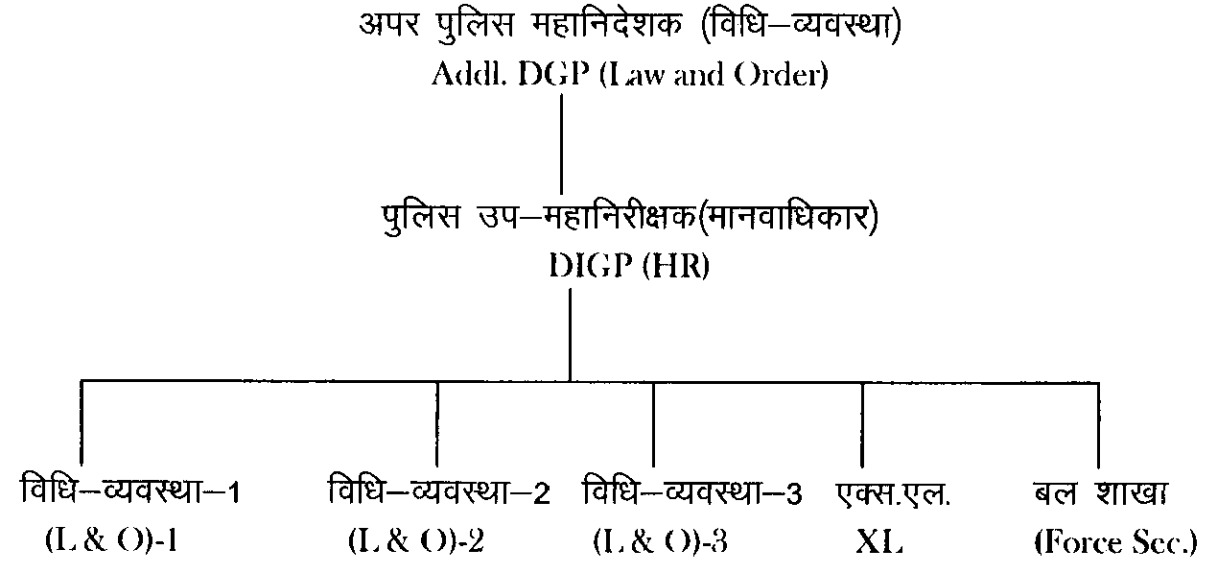 अपर पुलिस महानिदेशक (विधि–व्यवस्था)
Addl. DGP (Law and Order)
पुलिस उप–महानिरीक्षक(मानवाधिकार)
DIGP (HR)
विधि–व्यवस्था–1 विधि–व्यवस्था–2 विधि–व्यवस्था–3 एक्स.एल. बल शाखा
(L & O)-1 (L & O)-2 (L & O)-3 XL (Force Sec.)